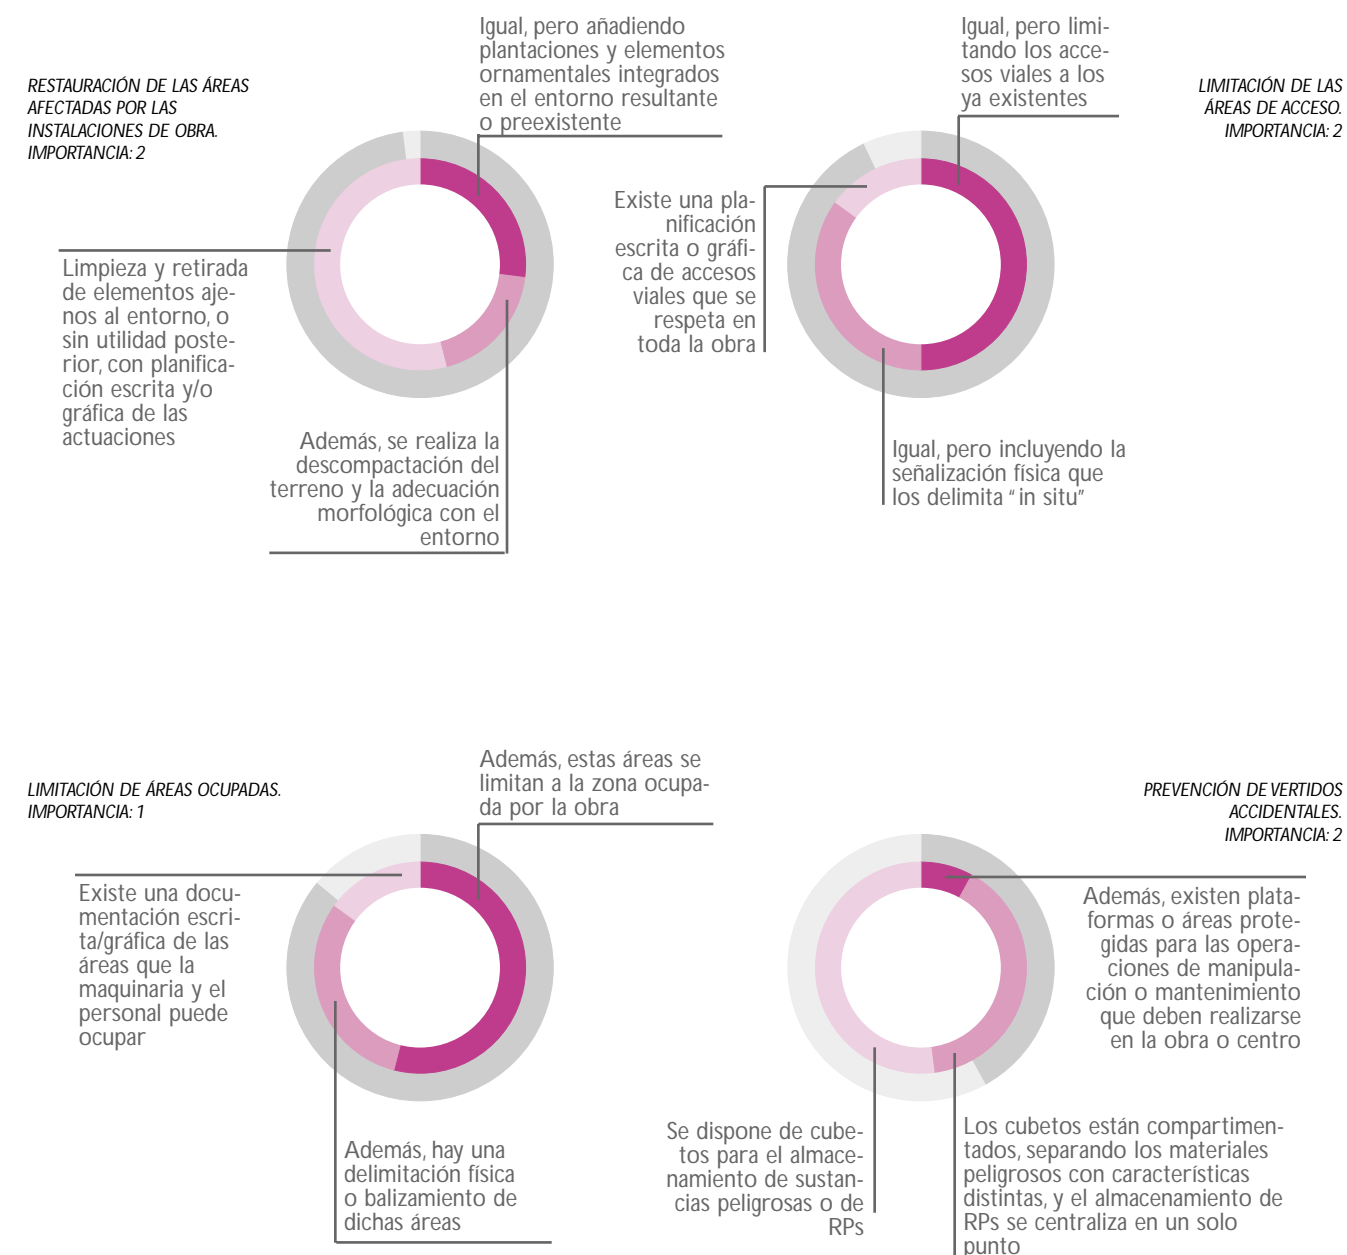 RESTAURACIÓN DE LAS ÁREAS
AFECTADAS POR LAS
INSTALACIONES DE OBRA.
IMPORTANCIA: 2
Igual, pero añadiendo
plantaciones y elementos
ornamentales integrados
en el entorno resultante
o preexistente
Limpieza y retirada
de elementos aje-
nos al entorno, o
sin utilidad poste-
rior, con planifica-
ción escrita y/o
gráfica de las
actuaciones
Además, se realiza la
descompactación del
terreno y la adecuación
morfológica con el
entorno
Igual, pero limi-
tando los acce-
sos viales a los
ya existentes
LIMITACIÓN DE LAS
ÁREAS DE ACCESO.
IMPORTANCIA: 2
Existe una pla-
nificación
escrita o gráfi-
ca de accesos
viales que se
respeta en
toda la obra
Igual, pero incluyendo la
señalización física que
los delimita "in situ"
LIMITACIÓN DE ÁREAS OCUPADAS.
IMPORTANCIA: 1
Además, estas áreas se
limitan a la zona ocupa-
da por la obra
Existe una docu-
mentación escri-
ta/gráfica de las
áreas que la
maquinaria y el
personal puede
ocupar
Además, hay una
delimitación física
o balizamiento de
dichas áreas
PREVENCIÓN DE VERTIDOS
ACCIDENTALES.
IMPORTANCIA: 2
Además, existen plata-
formas o áreas prote-
gidas para las opera-
ciones de manipula-
ción o mantenimiento
que deben realizarse
en la obra o centro
Se dispone de cube-
tos para el almace-
namiento de sustan-
cias peligrosas o de
RPs
Los cubetos están compartimen-
tados, separando los materiales
peligrosos con características
distintas, y el almacenamiento de
RPs se centraliza en un solo
punto